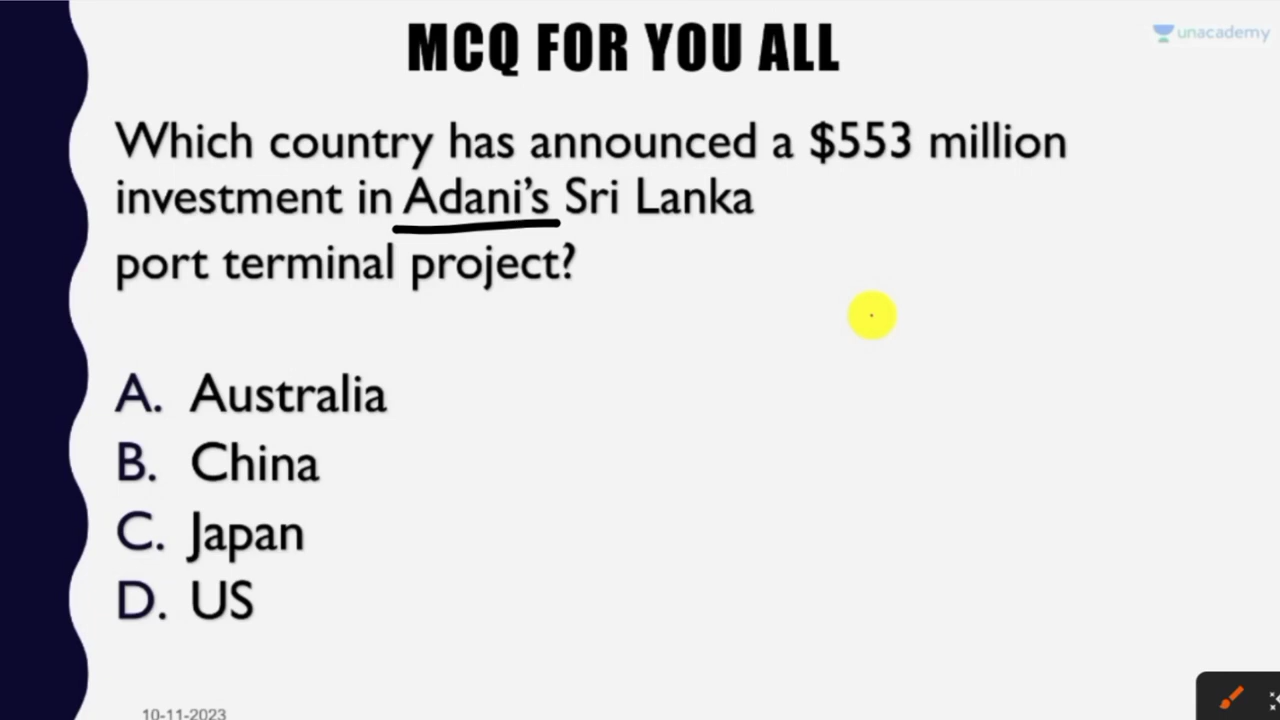 MCQ FOR YOU ALL
unacademy
Which country has announced a $553 million
investment in Adani's Sri Lanka
port terminal project?
A. Australia
B. China
C. Japan
D. US
10-11-2023